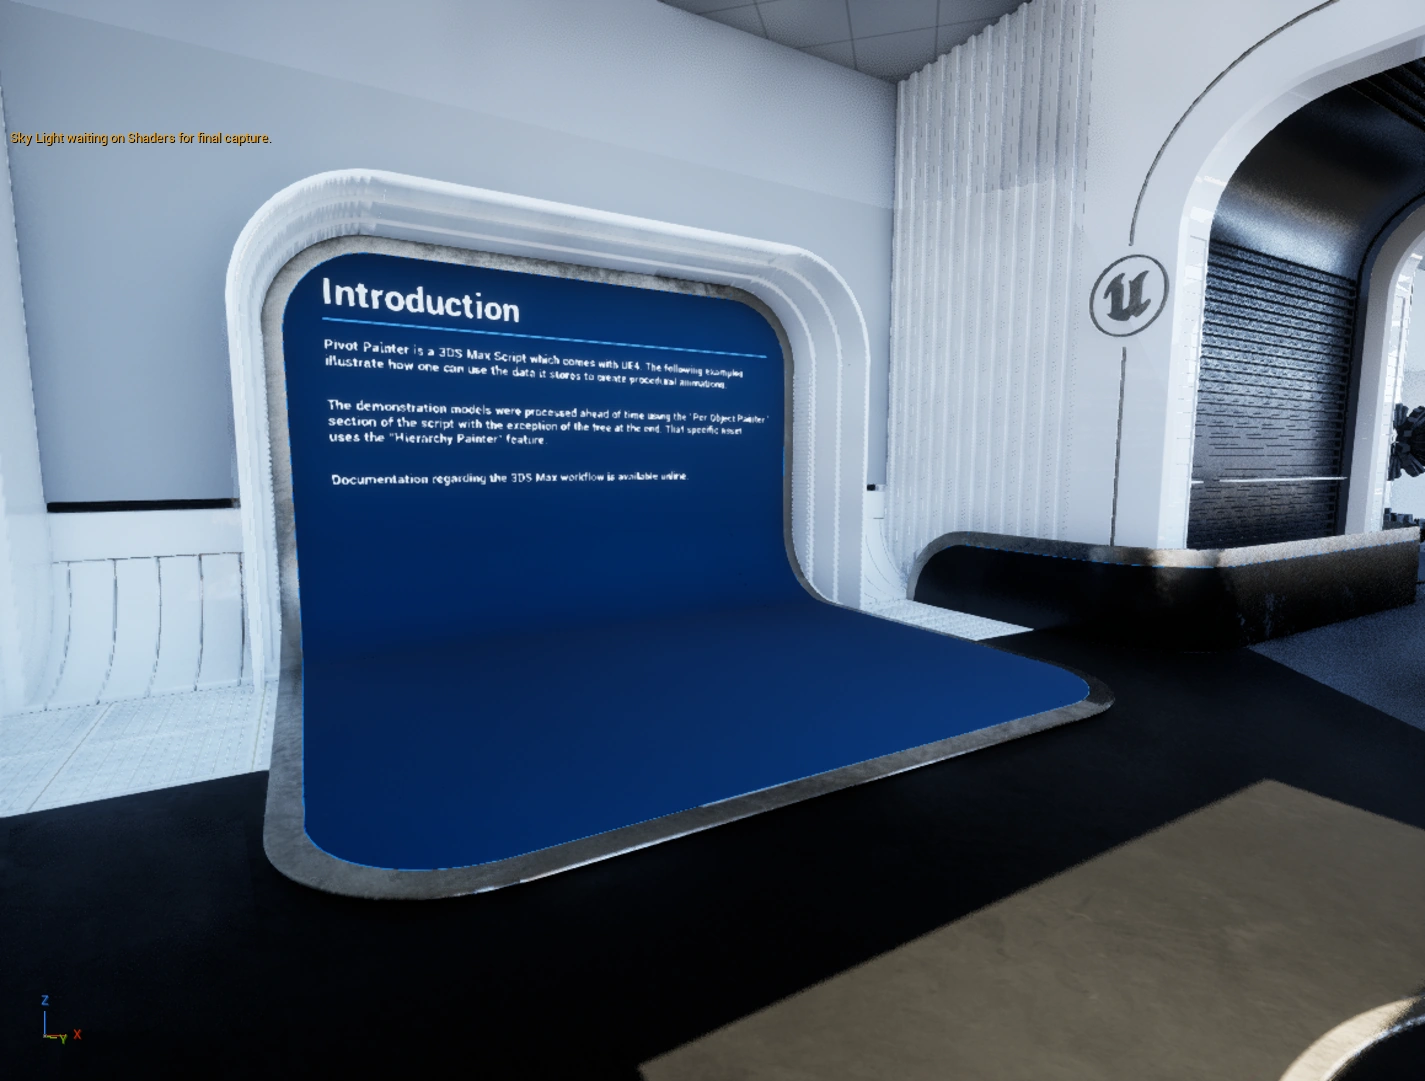 Sky Light waiting on Shaders for final capture.
Introduction
Pivot Painter is a 3DS Max Script which comes with UE4. The following examples
illustrate how one can use the data it stores to create procedural animations.
The demonstration models were processed ahead of time using the "Per Object Painter"
section of the script with the exception of the tree at the end. That specific asset
uses the "Hierarchy Painter" feature.
Documentation regarding the 3DS Max workflow is available online.
Z
Y X